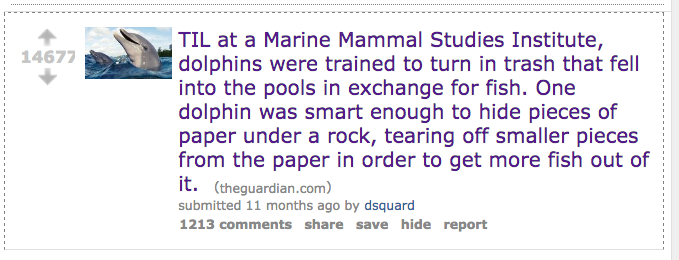 14677
TIL at a Marine Mammal Studies Institute,
dolphins were trained to turn in trash that fell
into the pools in exchange for fish. One
dolphin was smart enough to hide pieces of
paper under a rock, tearing off smaller pieces
from the paper in order to get more fish out of
it. (theguardian.com)
submitted 11 months ago by dsquard
1213 comments share save hide report